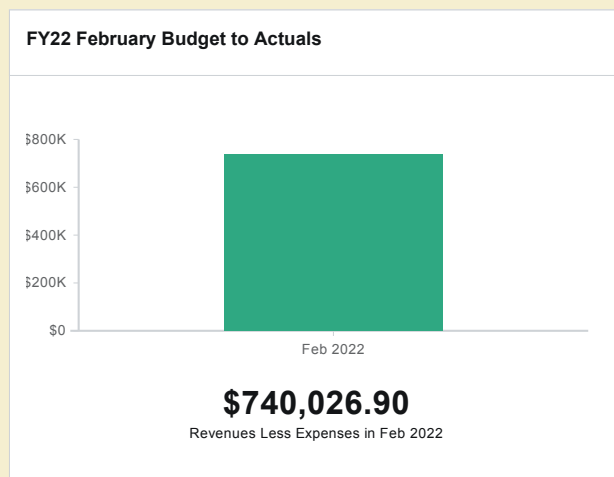 FY22 February Budget to Actuals
$800K
$600K
$400K
$200K
$0
Feb 2022
$740,026.90
Revenues Less Expenses in Feb 2022